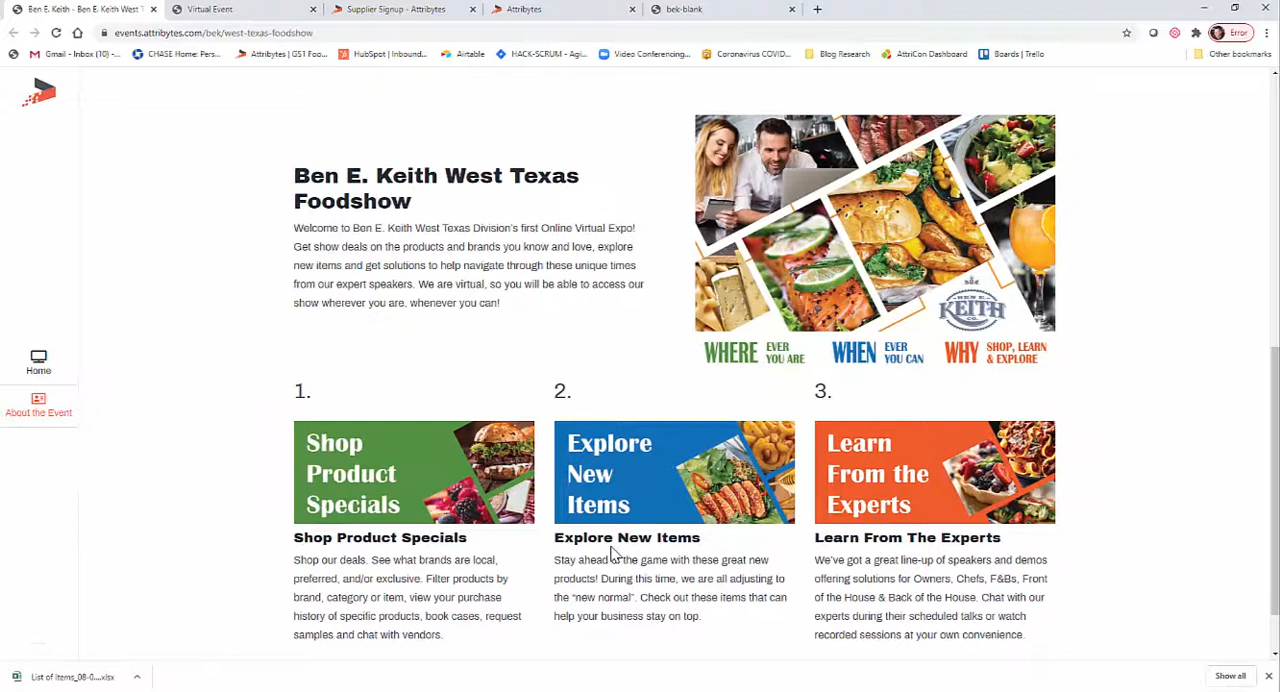 Ben E. Keith - Ben E. Keith West T
Virtual Event
Supplier Signup - Attribytes
Attribytes
bek-blank
events.attribytes.com/bek/west-texas-foodshow
Error
Gmail - Inbox (10) -...
CHASE Home: Pers...
Attribytes | GS1 Foo...
HubSpot | Inbound...
Airtable
HACK-SCRUM - Agi...
Video Conferencing...
Coronavirus COVID...
Blog Research
AttriCon Dashboard
Boards | Trello
Other bookmarks
Ben E. Keith West Texas
Foodshow
Welcome to Ben E. Keith West Texas Division's first Online Virtual Expo!
Get show deals on the products and brands you know and love, explore
new items and get solutions to help navigate through these unique times
from our expert speakers. We are virtual, so you will be able to access our
show wherever you are, whenever you can!
BEN E.
KEITH
CO.
WHERE EVER
YOU ARE
WHEN EVER
YOU CAN
WHY SHOP, LEARN
& EXPLORE
Home
About the Event
1.
2.
3.
Shop
Product
Specials
Explore
New
Items
Learn
From the
Experts
Shop Product Specials
Shop our deals. See what brands are local,
preferred, and/or exclusive. Filter products by
brand, category or item, view your purchase
history of specific products, book cases, request
samples and chat with vendors.
Explore New Items
Stay ahead of the game with these great new
products! During this time, we are all adjusting to
the "new normal". Check out these items that can
help your business stay on top.
Learn From The Experts
We've got a great line-up of speakers and demos
offering solutions for Owners, Chefs, F&Bs, Front
of the House & Back of the House. Chat with our
experts during their scheduled talks or watch
recorded sessions at your own convenience.
List of Items_08-0....xlsx
Show all